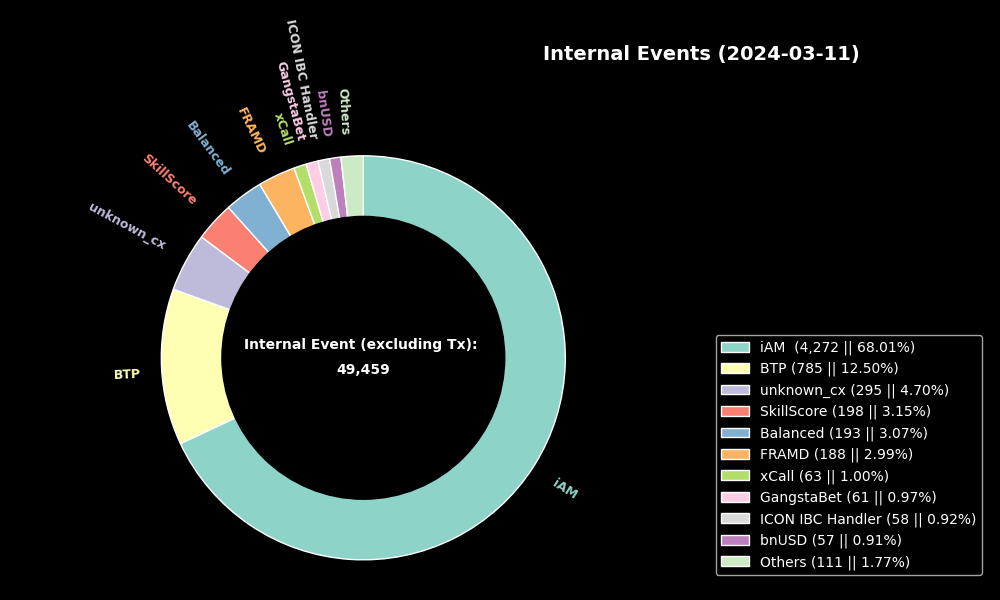 Internal Events (2024-03-11)
ICON IBC Handler
GangstaBet
bnUSD
Others
xCall
FRAMD
Balanced
SkillScore
unknown_cx
BTP
iAM
Internal Event (excluding Tx):
49,459
iAM  (4,272 || 68.01%)
BTP (785 || 12.50%)
unknown_cx (295 || 4.70%)
SkillScore (198 || 3.15%)
Balanced (193 || 3.07%)
FRAMD (188 || 2.99%)
xCall (63 || 1.00%)
GangstaBet (61 || 0.97%)
ICON IBC Handler (58 || 0.92%)
bnUSD (57 || 0.91%)
Others (111 || 1.77%)